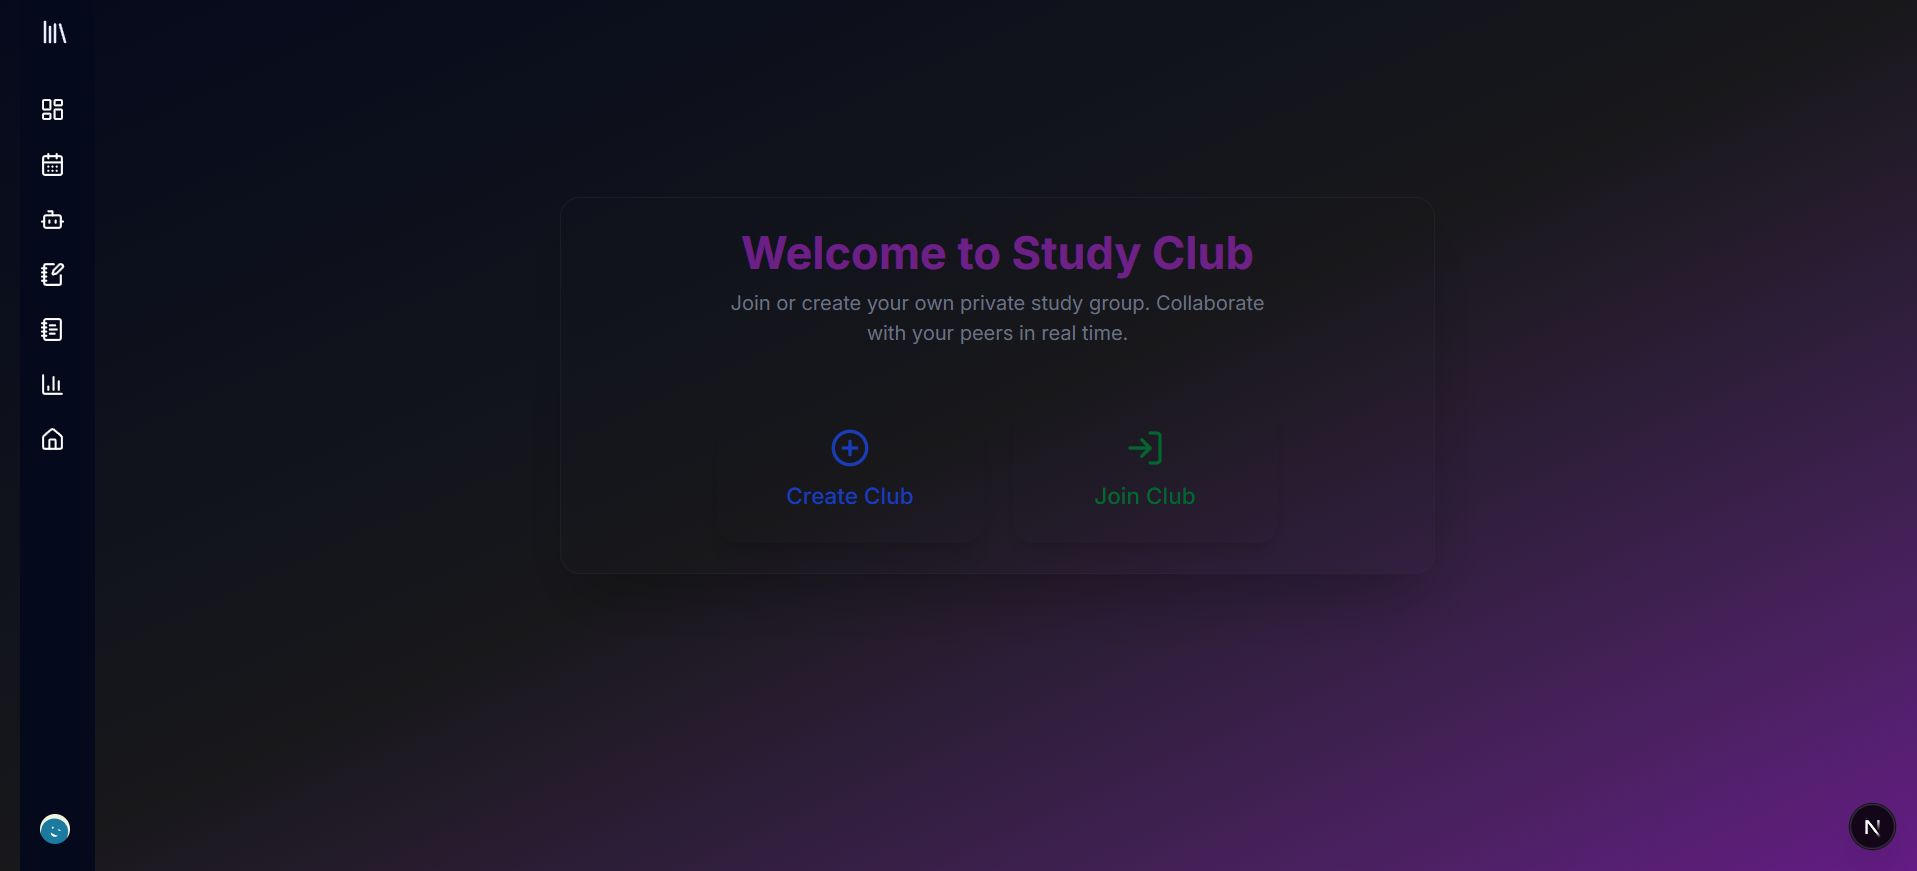 Welcome to Study Club
Join or create your own private study group. Collaborate
with your peers in real time.
Create Club
Join Club
N